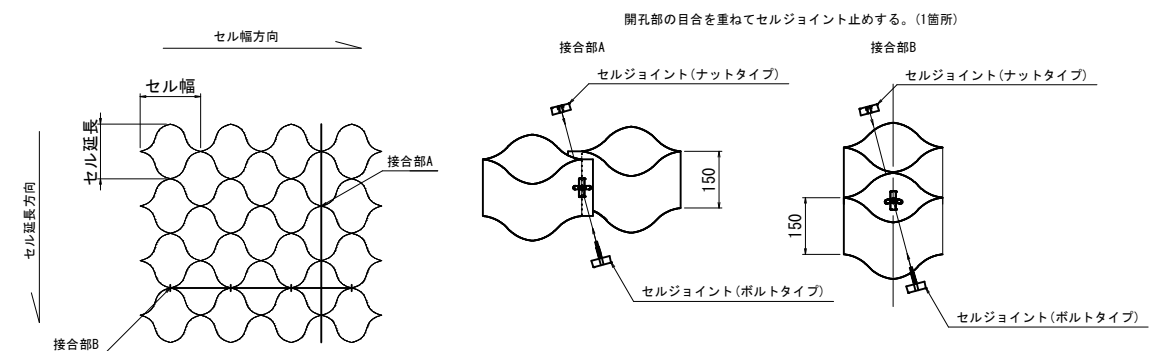 開孔部の目合を重ねてセルジョイント止めする。(1箇所)
セル幅方向
接合部A
接合部B
セルジョイント(ナットタイプ)
セルジョイント(ナットタイプ)
セル幅
セル延長
接合部A
150
セル延長方向
150
セルジョイント(ボルトタイプ)
セルジョイント(ボルトタイプ)
接合部B